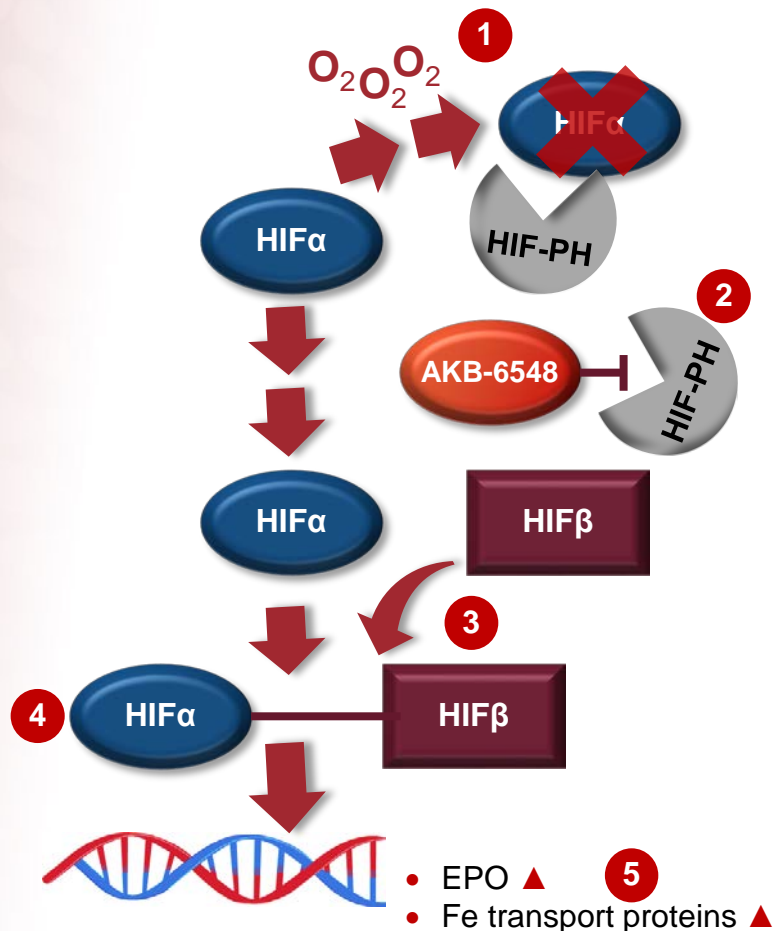 1
O₂O₂O₂
HIFα
HIF-PH
HIFα
2
AKB-6548
HIF-PH
HIFα
HIFβ
3
4
HIFα
HIFβ
5
• EPO ▲
• Fe transport proteins ▲